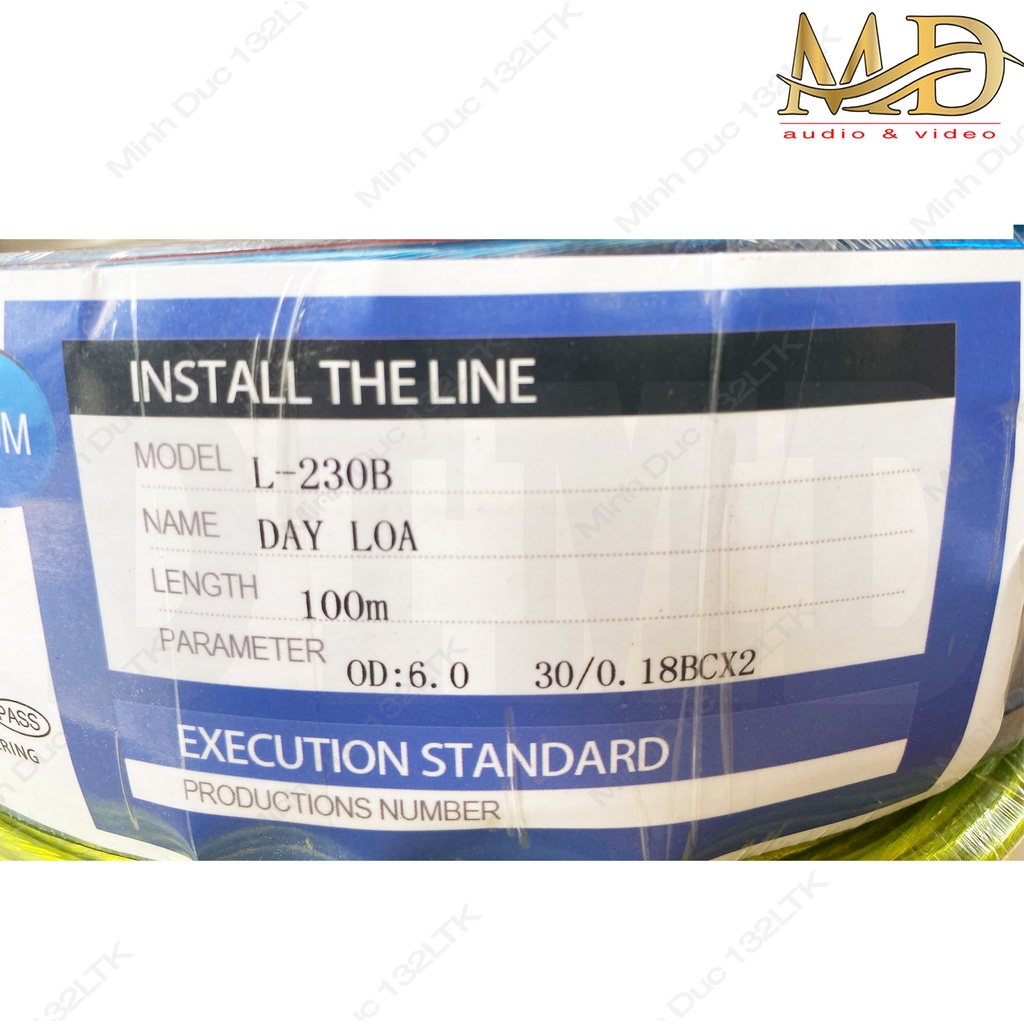 MD
audio & video
INSTALL THE LINE
MODEL L-230B
NAME DAY LOA
LENGTH 100m
PARAMETER OD:6.0 30/0.18BCX2
EXECUTION STANDARD
PRODUCTIONS NUMBER
PASS
Minh Duc 132LTK